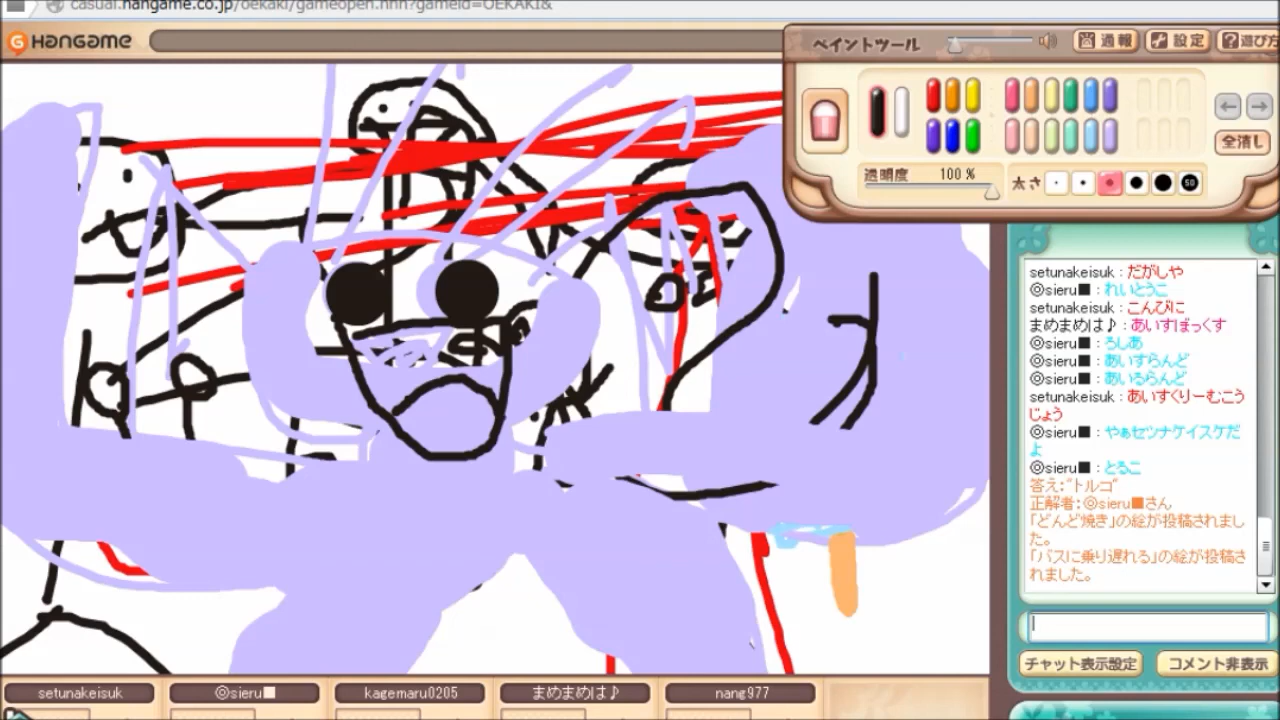 casual.hangame.co.jp/oekaki/gameopen.nhn?gameid=OEKAKI&
HANGAME
ペイントツール
通報
設定
?遊び方
全消し
透明度 100 %
太さ
50
setunakeisuk : だがしや
◎sieru■ : れいとうこ
setunakeisuk : こんびに
まめまめは♪ : あいすぼっくす
◎sieru■ : ろしあ
◎sieru■ : あいすらんど
◎sieru■ : あいるらんど
setunakeisuk : あいすくりーむこう
じょう
◎sieru■ : やぁセツナケイスケだ
よ
◎sieru■ : とるこ
答え:"トルコ"
正解者:◎sieru■さん
「どんど焼き」の絵が投稿されまし
た。
「バスに乗り遅れる」の絵が投稿さ
れました。
チャット表示設定
コメント非表示
setunakeisuk
◎sieru■
kagemaru0205
まめまめは♪
nang977